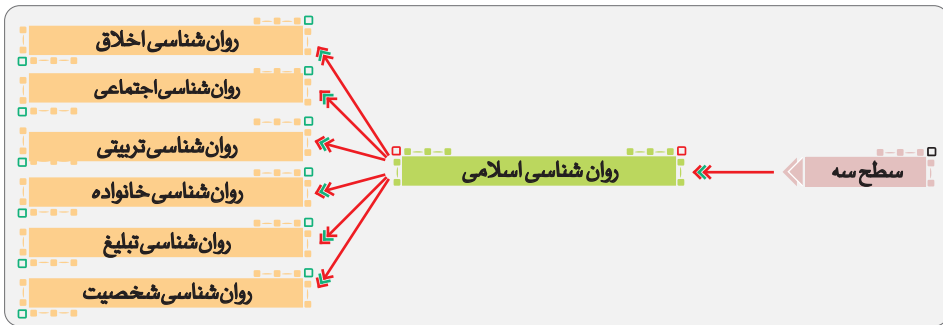 سطح سه
روان شناسی اسلامی
روان‌شناسی اخلاق
روان‌شناسی اجتماعی
روان‌شناسی تربیتی
روان‌شناسی خانواده
روان‌شناسی تبلیغ
روان‌شناسی شخصیت